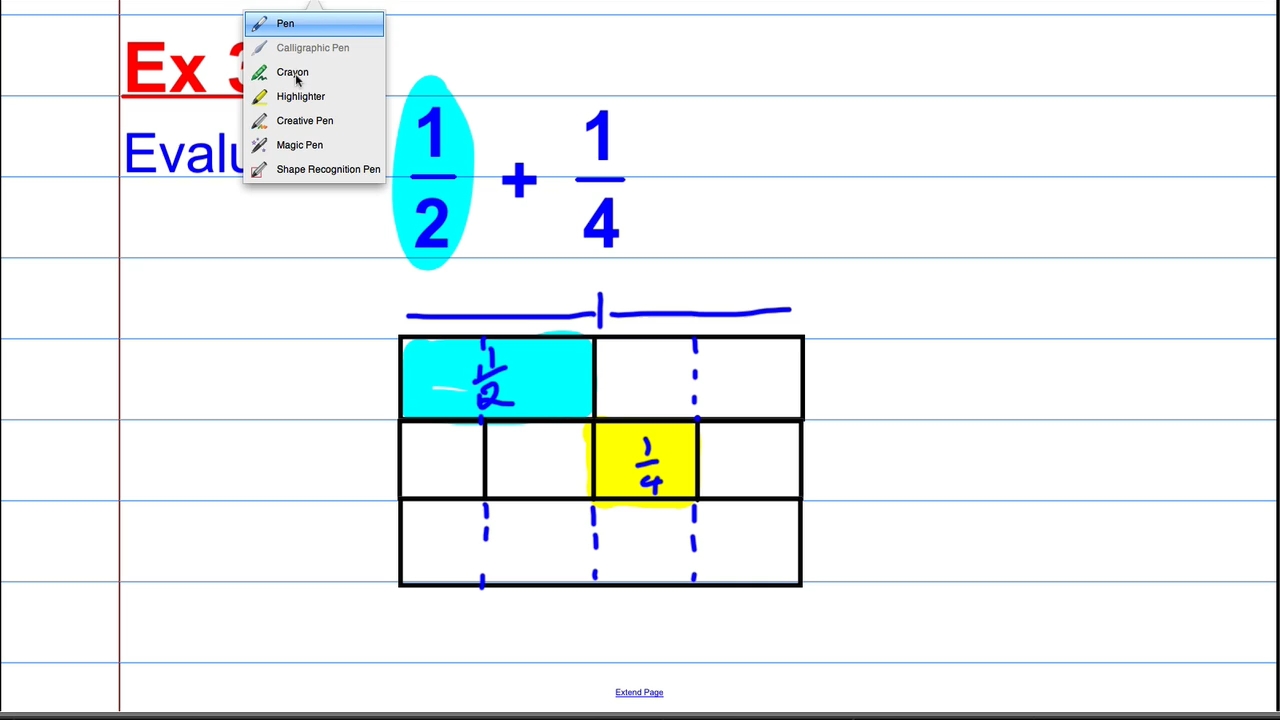 Pen
Calligraphic Pen
Crayon
Highlighter
Creative Pen
Magic Pen
Shape Recognition Pen
Ex 3
Evalu
1/2 + 1/4
1/2
1/4
Extend Page